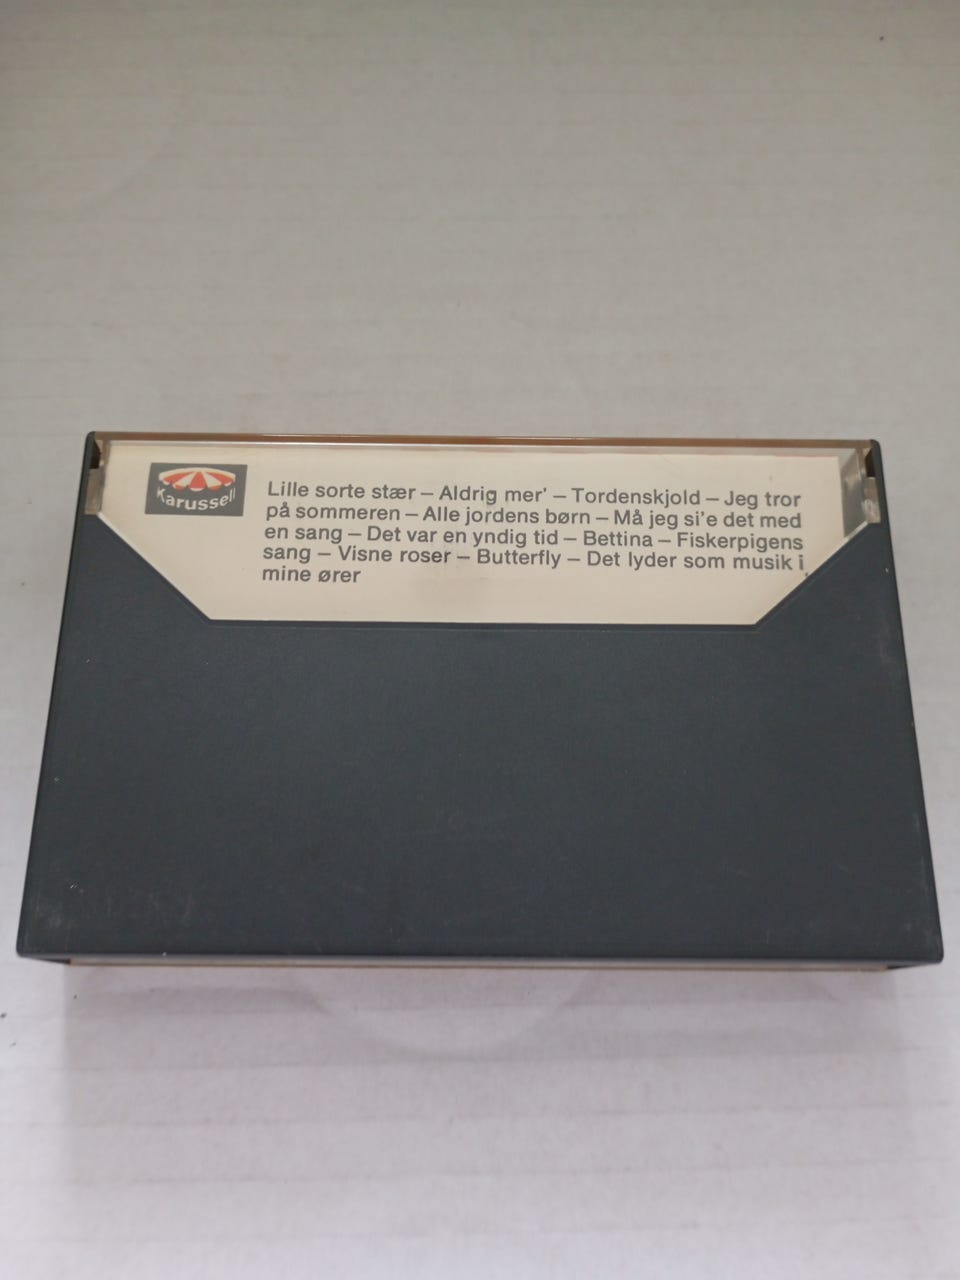 Karussell
Lille sorte stær – Aldrig mer' – Tordenskjold – Jeg tror
på sommeren – Alle jordens børn – Må jeg si'e det med
en sang – Det var en yndig tid – Bettina – Fiskerpigens
sang – Visne roser – Butterfly – Det lyder som musik i
mine ører